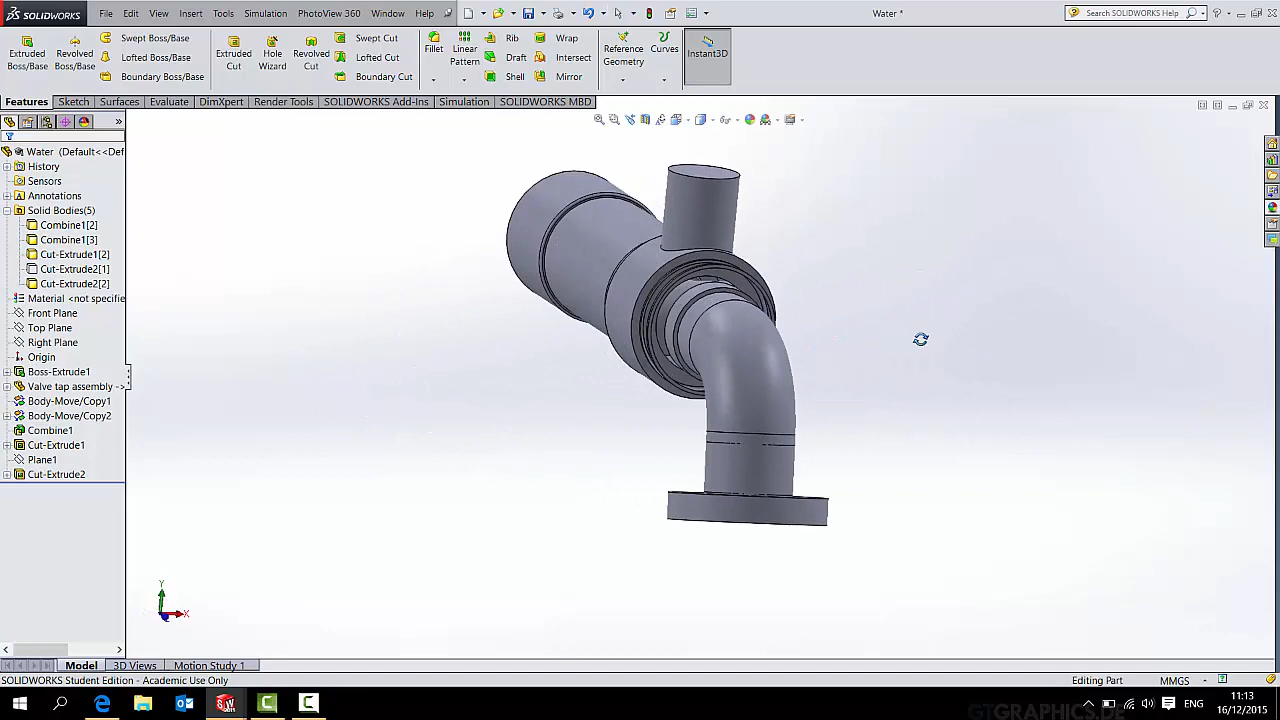 SOLIDWORKS File Edit View Insert Tools Simulation PhotoView 360 Window Help Water * Search SOLIDWORKS Help
Extruded Boss/Base
Revolved Boss/Base
Swept Boss/Base
Lofted Boss/Base
Boundary Boss/Base
Extruded Cut
Hole Wizard
Revolved Cut
Swept Cut
Lofted Cut
Boundary Cut
Fillet
Linear Pattern
Rib
Draft
Shell
Wrap
Intersect
Mirror
Reference Geometry
Curves
Instant3D
Features Sketch Surfaces Evaluate DimXpert Render Tools SOLIDWORKS Add-Ins Simulation SOLIDWORKS MBD
Water (Default<<Def
History
Sensors
Annotations
Solid Bodies(5)
Combine1[2]
Combine1[3]
Cut-Extrude1[2]
Cut-Extrude2[1]
Cut-Extrude2[2]
Material <not specifie
Front Plane
Top Plane
Right Plane
Origin
Boss-Extrude1
Valve tap assembly ->
Body-Move/Copy1
Body-Move/Copy2
Combine1
Cut-Extrude1
Plane1
Cut-Extrude2
Y
X
Model 3D Views Motion Study 1
SOLIDWORKS Student Edition - Academic Use Only Editing Part MMGS -
ENG 11:13
16/12/2015
GTGRAPHICS.DE